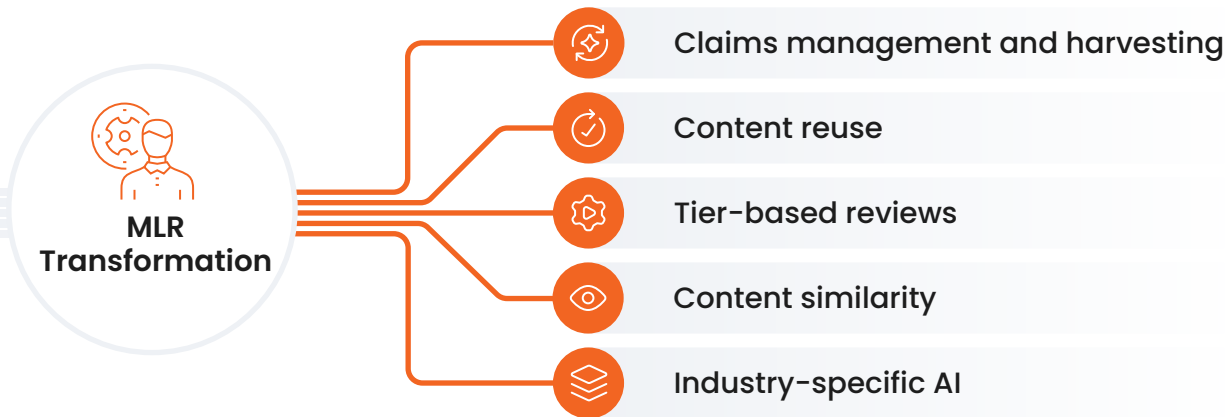 MLR
Transformation
Claims management and harvesting
Content reuse
Tier-based reviews
Content similarity
Industry-specific AI